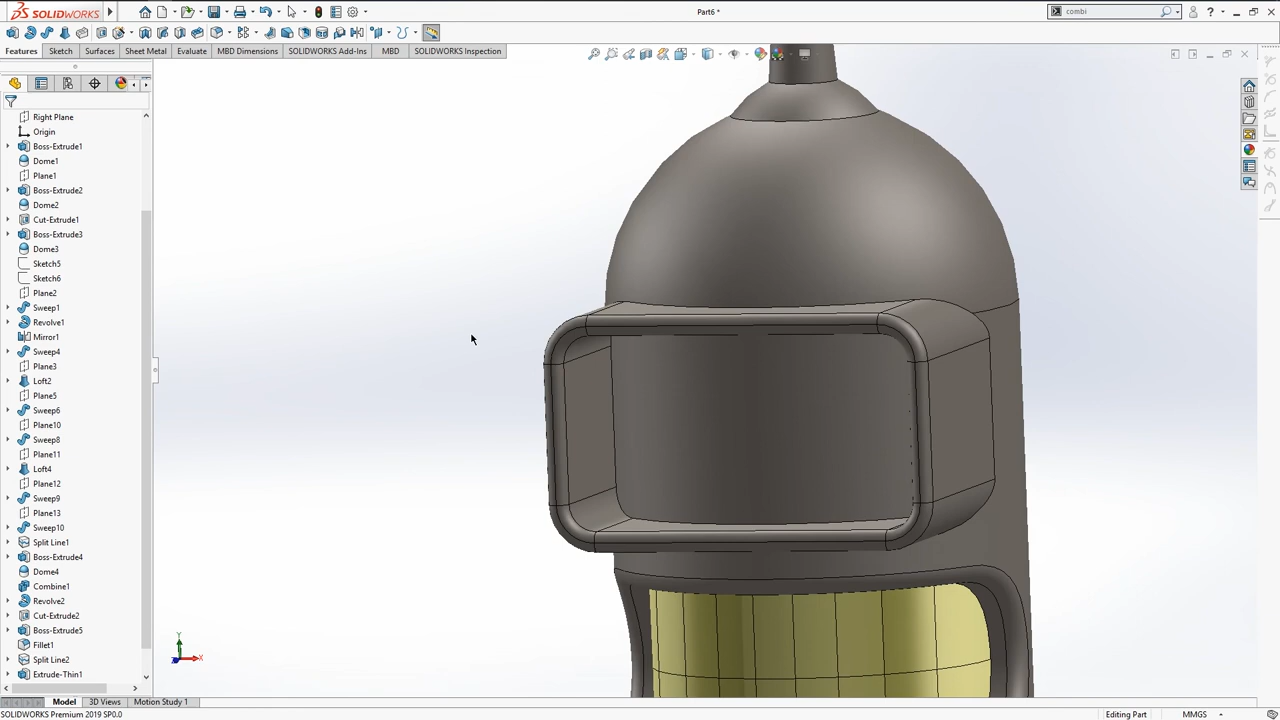 SOLIDWORKS
Part6 *
combi
Features Sketch Surfaces Sheet Metal Evaluate MBD Dimensions SOLIDWORKS Add-Ins MBD SOLIDWORKS Inspection
Right Plane
Origin
Boss-Extrude1
Dome1
Plane1
Boss-Extrude2
Dome2
Cut-Extrude1
Boss-Extrude3
Dome3
Sketch5
Sketch6
Plane2
Sweep1
Revolve1
Mirror1
Sweep4
Plane3
Loft2
Plane5
Sweep6
Plane10
Sweep8
Plane11
Loft4
Plane12
Sweep9
Plane13
Sweep10
Split Line1
Boss-Extrude4
Dome4
Combine1
Revolve2
Cut-Extrude2
Boss-Extrude5
Fillet1
Split Line2
Extrude-Thin1
Y
X
Z
Model 3D Views Motion Study 1
SOLIDWORKS Premium 2019 SP0.0
Editing Part
MMGS